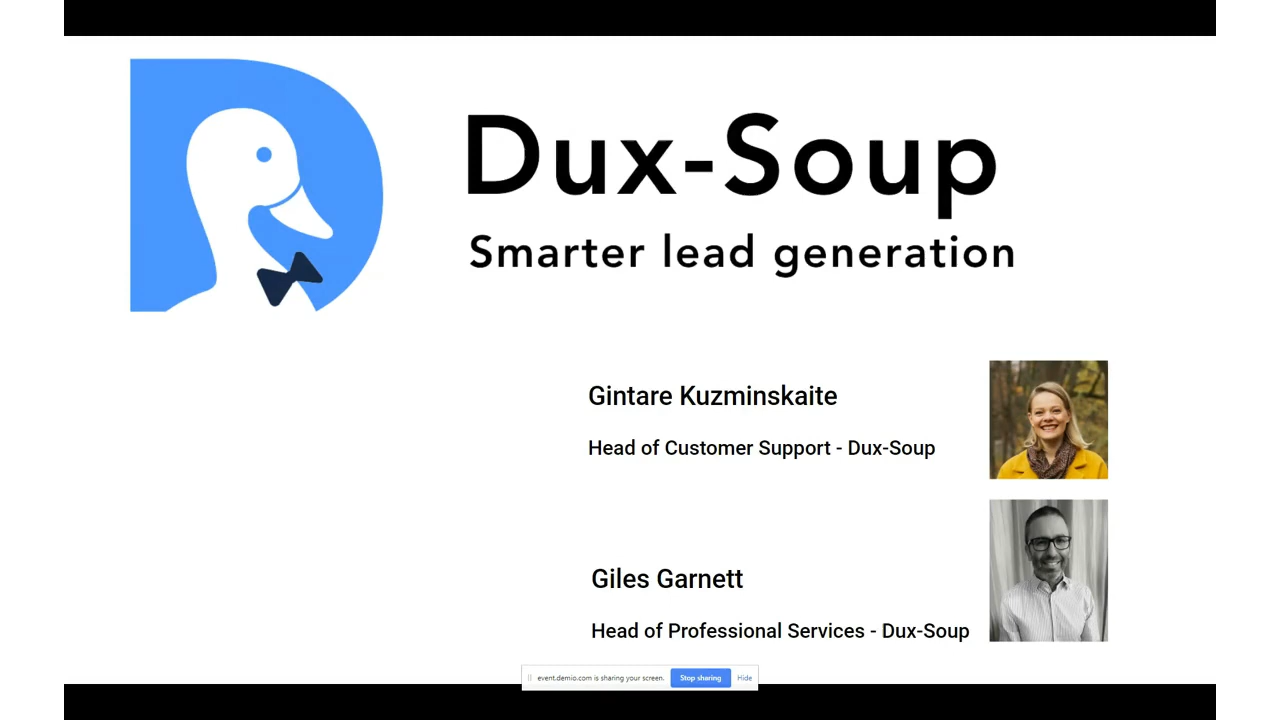 Dux-Soup
Smarter lead generation
Gintare Kuzminskaite
Head of Customer Support - Dux-Soup
Giles Garnett
Head of Professional Services - Dux-Soup
event.demio.com is sharing your screen.
Stop sharing
Hide